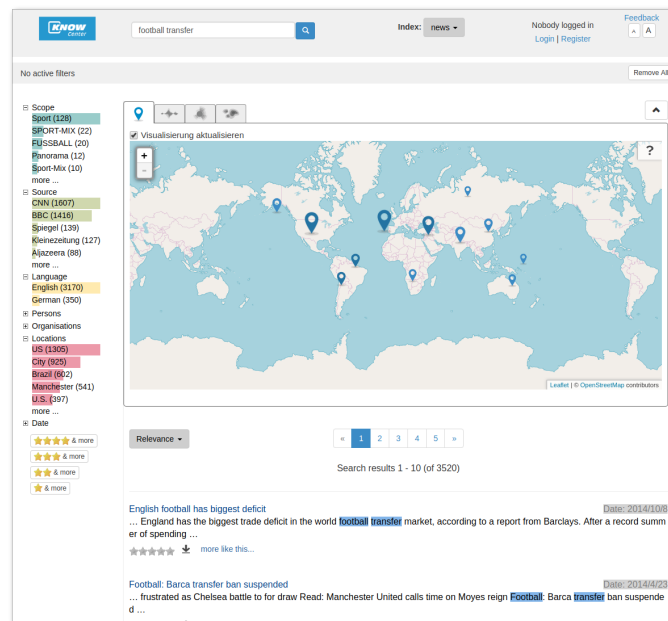 KNOW
Center
football transfer
Index:
news
Nobody logged in
Login | Register
Feedback
A A
No active filters
Remove All
Scope
Sport (128)
SPORT-MIX (22)
FUSSBALL (20)
Panorama (12)
Sport-Mix (10)
more ...
Source
CNN (1607)
BBC (1416)
Spiegel (139)
Kleinezeitung (127)
Aljazeera (88)
more ...
Language
English (3170)
German (350)
Persons
Organisations
Locations
US (1305)
City (925)
Brazil (602)
Manchester (541)
U.S. (397)
more ...
Date
& more
& more
& more
& more
Visualisierung aktualisieren
+
-
?
Leaflet | © OpenStreetMap contributors
Relevance
« 1 2 3 4 5 »
Search results 1 - 10 (of 3520)
English football has biggest deficit
Date: 2014/10/8
... England has the biggest trade deficit in the world football transfer market, according to a report from Barclays. After a record summ
er of spending ...
more like this...
Football: Barca transfer ban suspended
Date: 2014/4/23
... frustrated as Chelsea battle to for draw Read: Manchester United calls time on Moyes reign Football: Barca transfer ban suspende
d ...